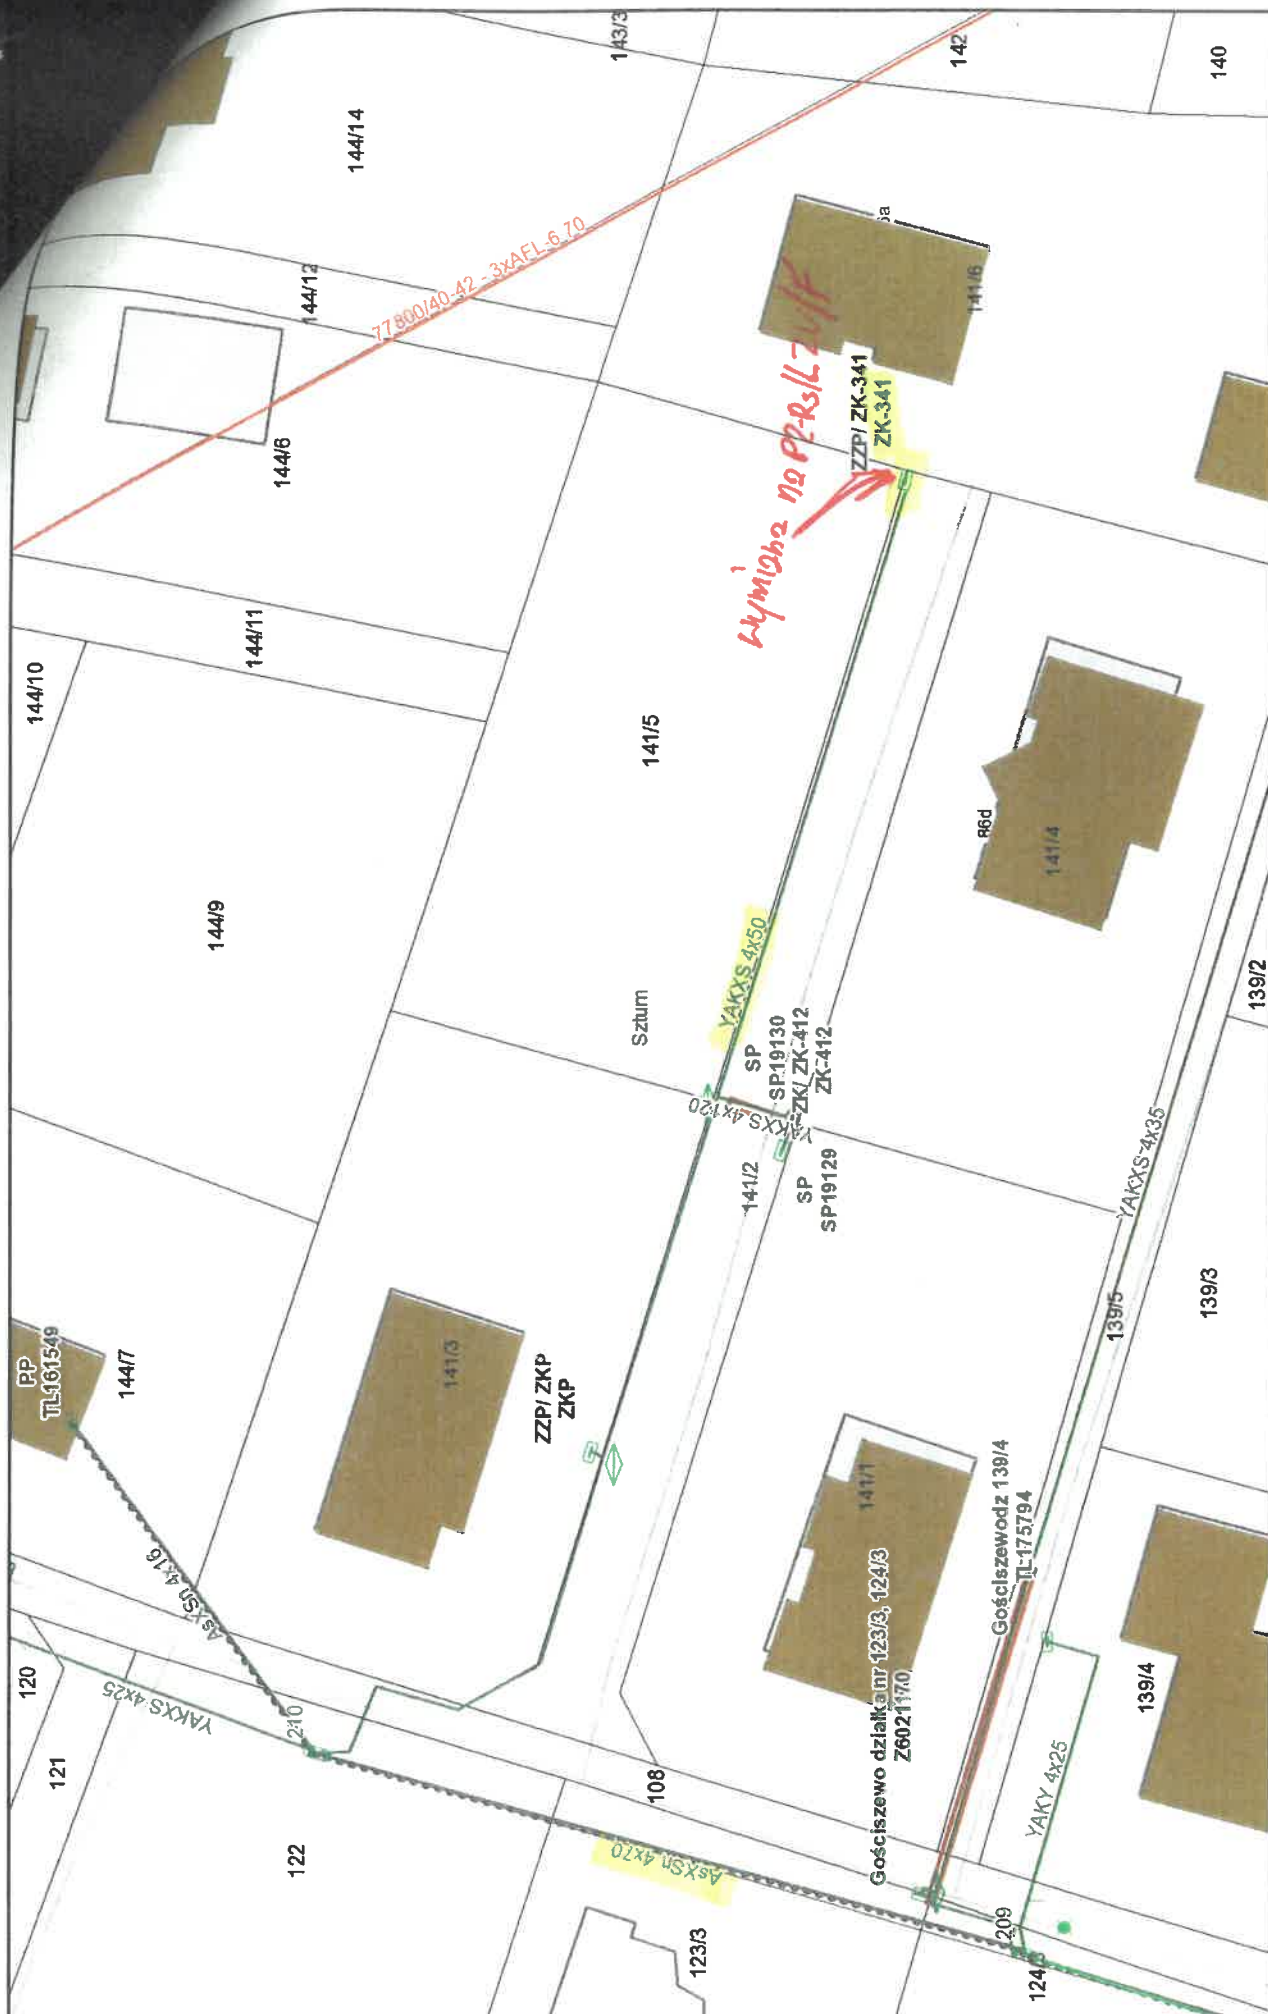 143/3
142
140
144/14
77800/40-42 - 3xAFL-6 70
144/12
144/6
144/11
144/10
144/9
141/5
141/6
ZZP/ ZK-341
ZK-341
wymiana na P2-Rs/LZV/F
86d
141/4
Sztum
YAKXS 4x50
SP
SP19130
ZK/ ZK-412
ZK-412
YAKXS 4x120
141/2
SP
SP19129
YAKXS 4x35
139/2
139/3
139/5
PP
TL161549
144/7
141/3
ZZP/ ZKP
ZKP
AsXSn 4x16
141/1
Gościszewodz 139/4
TL-175794
Gościszewo działka nr 123/3, 124/3
Z6021170
139/4
YAKY 4x25
120
121
YAKXS 4x25
210
122
108
AsXSn 4x70
123/3
209
124/3